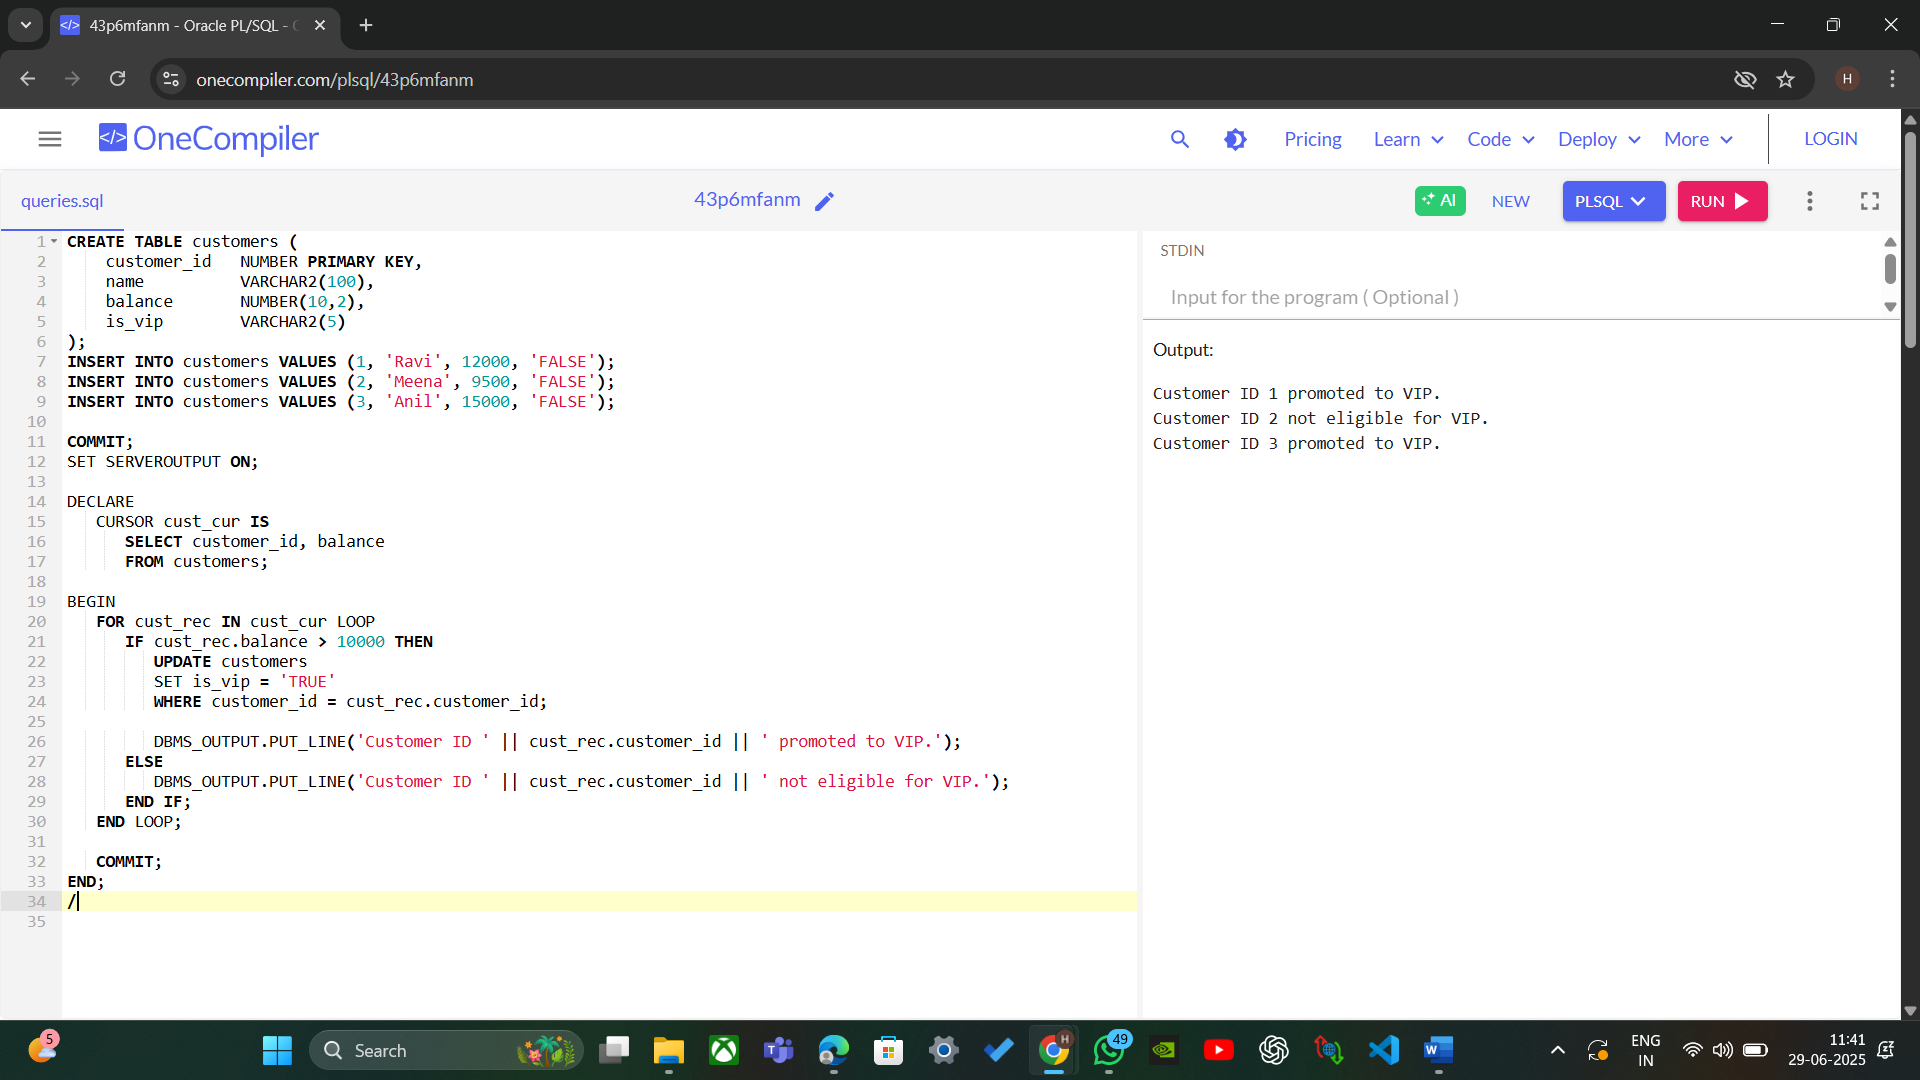 43p6mfanm - Oracle PL/SQL -
onecompiler.com/plsql/43p6mfanm
H
</> OneCompiler
Pricing
Learn
Code
Deploy
More
LOGIN
queries.sql
43p6mfanm
AI
NEW
PLSQL
RUN
1 CREATE TABLE customers (
2 customer_id NUMBER PRIMARY KEY,
3 name VARCHAR2(100),
4 balance NUMBER(10,2),
5 is_vip VARCHAR2(5)
6 );
7 INSERT INTO customers VALUES (1, 'Ravi', 12000, 'FALSE');
8 INSERT INTO customers VALUES (2, 'Meena', 9500, 'FALSE');
9 INSERT INTO customers VALUES (3, 'Anil', 15000, 'FALSE');
10
11 COMMIT;
12 SET SERVEROUTPUT ON;
13
14 DECLARE
15 CURSOR cust_cur IS
16 SELECT customer_id, balance
17 FROM customers;
18
19 BEGIN
20 FOR cust_rec IN cust_cur LOOP
21 IF cust_rec.balance > 10000 THEN
22 UPDATE customers
23 SET is_vip = 'TRUE'
24 WHERE customer_id = cust_rec.customer_id;
25
26 DBMS_OUTPUT.PUT_LINE('Customer ID ' || cust_rec.customer_id || ' promoted to VIP.');
27 ELSE
28 DBMS_OUTPUT.PUT_LINE('Customer ID ' || cust_rec.customer_id || ' not eligible for VIP.');
29 END IF;
30 END LOOP;
31
32 COMMIT;
33 END;
34 /
35
STDIN
Input for the program ( Optional )
Output:
Customer ID 1 promoted to VIP.
Customer ID 2 not eligible for VIP.
Customer ID 3 promoted to VIP.
5
Search
H
49
ENG
IN
11:41
29-06-2025